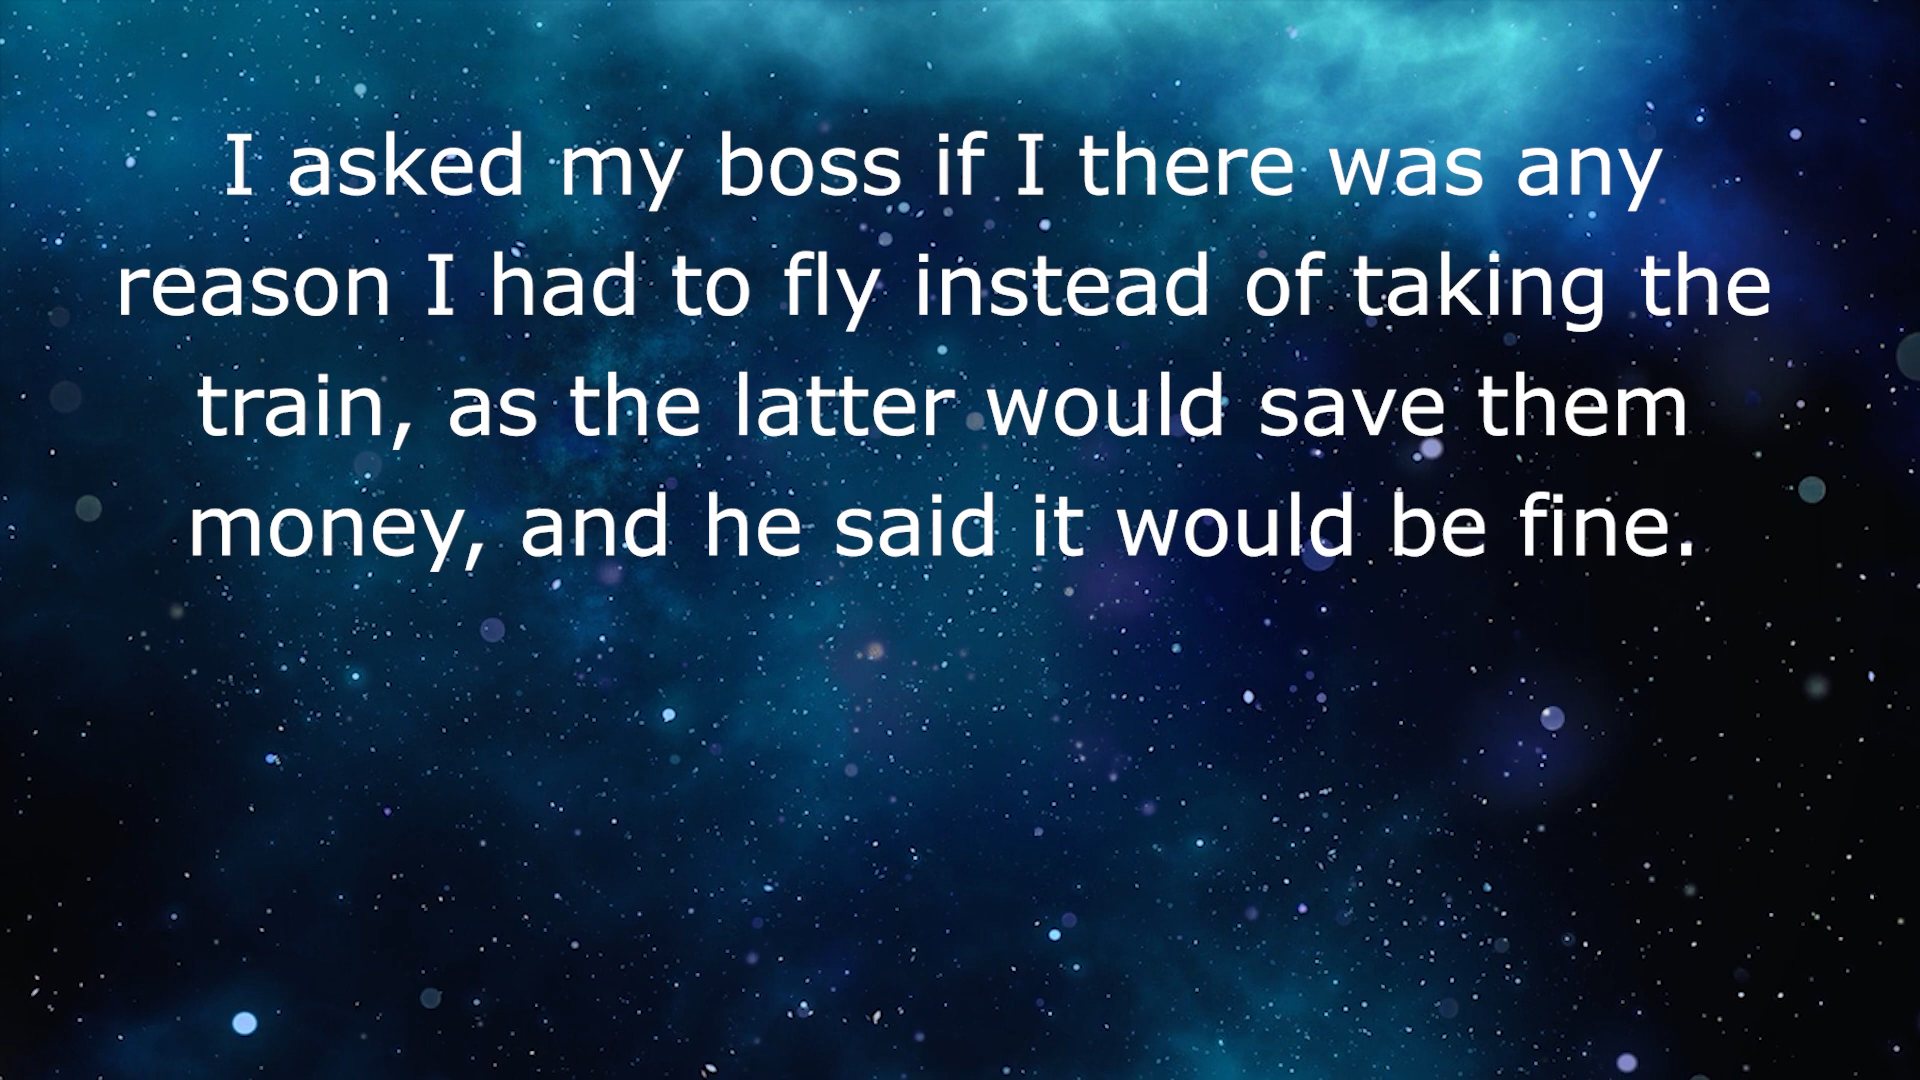 I asked my boss if I there was any
reason I had to fly instead of taking the
train, as the latter would save them
money, and he said it would be fine.